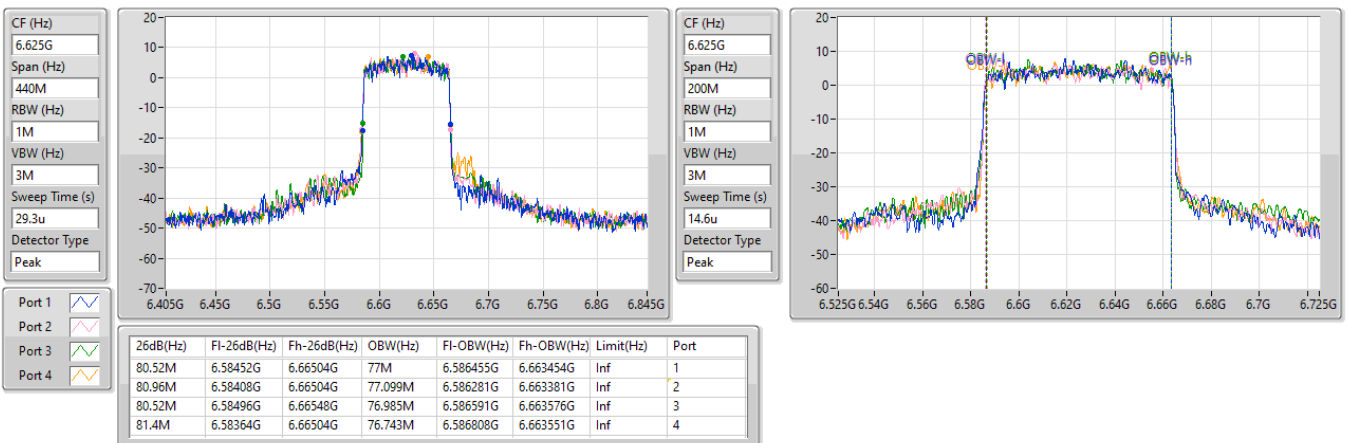 CF (Hz)
6.625G
Span (Hz)
440M
RBW (Hz)
1M
VBW (Hz)
3M
Sweep Time (s)
29.3u
Detector Type
Peak
20
10
0
-10
-20
-30
-40
-50
-60
-70
6.405G 6.45G 6.5G 6.55G 6.6G 6.65G 6.7G 6.75G 6.8G 6.845G
CF (Hz)
6.625G
Span (Hz)
200M
RBW (Hz)
1M
VBW (Hz)
3M
Sweep Time (s)
14.6u
Detector Type
Peak
20
10
0
-10
-20
-30
-40
-50
-60
OBW-l OBW-h
6.525G 6.54G 6.56G 6.58G 6.6G 6.62G 6.64G 6.66G 6.68G 6.7G 6.725G
Port 1
Port 2
Port 3
Port 4
26dB(Hz) Fl-26dB(Hz) Fh-26dB(Hz) OBW(Hz) Fl-OBW(Hz) Fh-OBW(Hz) Limit(Hz) Port
80.52M 6.58452G 6.66504G 77M 6.586455G 6.663454G Inf 1
80.96M 6.58408G 6.66504G 77.099M 6.586281G 6.663381G Inf 2
80.52M 6.58496G 6.66548G 76.985M 6.586591G 6.663576G Inf 3
81.4M 6.58364G 6.66504G 76.743M 6.586808G 6.663551G Inf 4